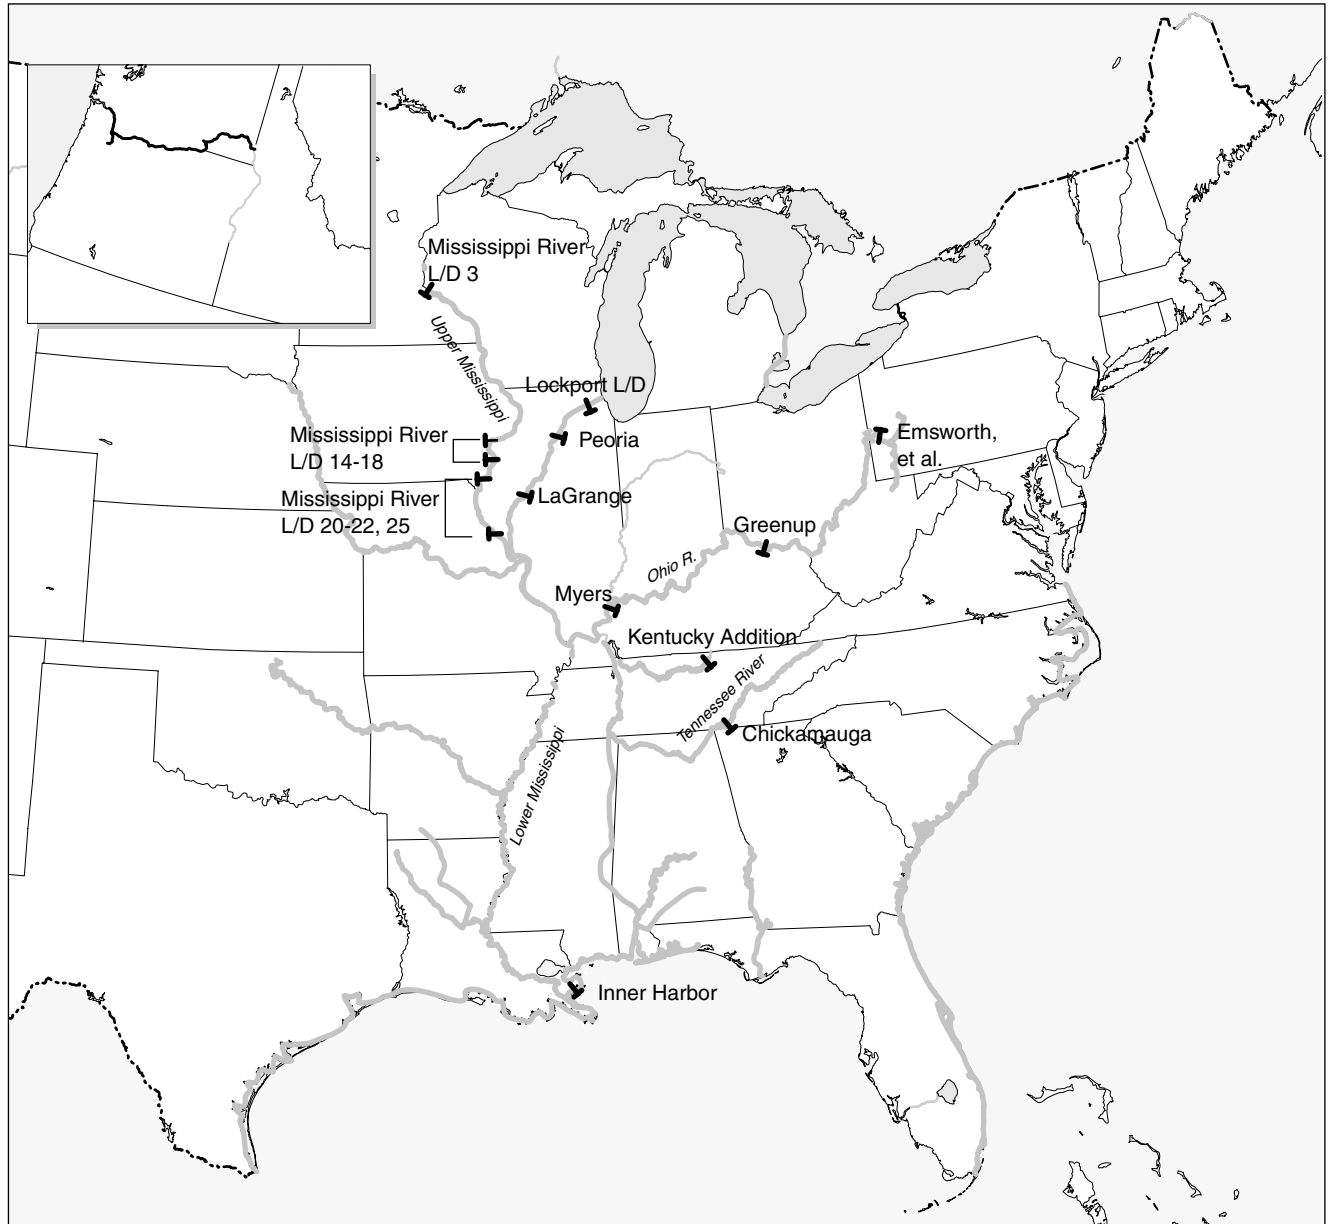 Mississippi River
L/D 3
Upper Mississippi
Lockport L/D
Mississippi River
L/D 14-18
Peoria
Emsworth,
et al.
LaGrange
Mississippi River
L/D 20-22, 25
Greenup
Ohio R.
Myers
Kentucky Addition
Tennessee River
Chickamauga
Lower Mississippi
Inner Harbor